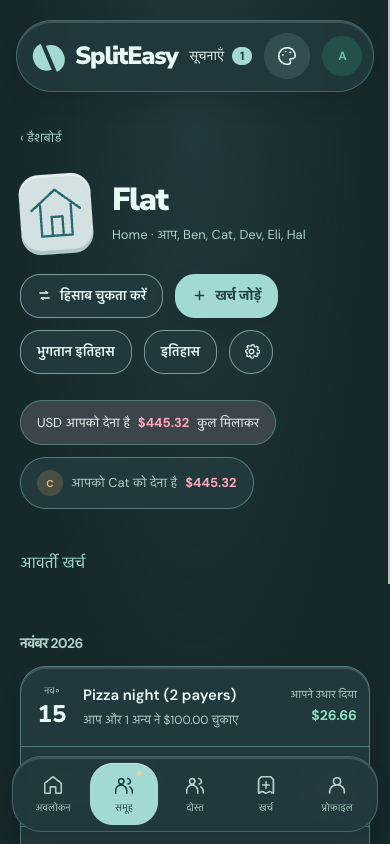 SplitEasy सूचनाएँ 1 A
‹ डैशबोर्ड
Flat
Home · आप, Ben, Cat, Dev, Eli, Hal
हिसाब चुकता करें
+ खर्च जोड़ें
भुगतान इतिहास
इतिहास
USD आपको देना है $445.32 कुल मिलाकर
C आपको Cat को देना है $445.32
आवर्ती खर्च
नवंबर 2026
नव॰
15
Pizza night (2 payers)
आप और 1 अन्य ने $100.00 चुकाए
आपने उधार दिया
$26.66
अवलोकन
समूह
दोस्त
खर्च
प्रोफ़ाइल